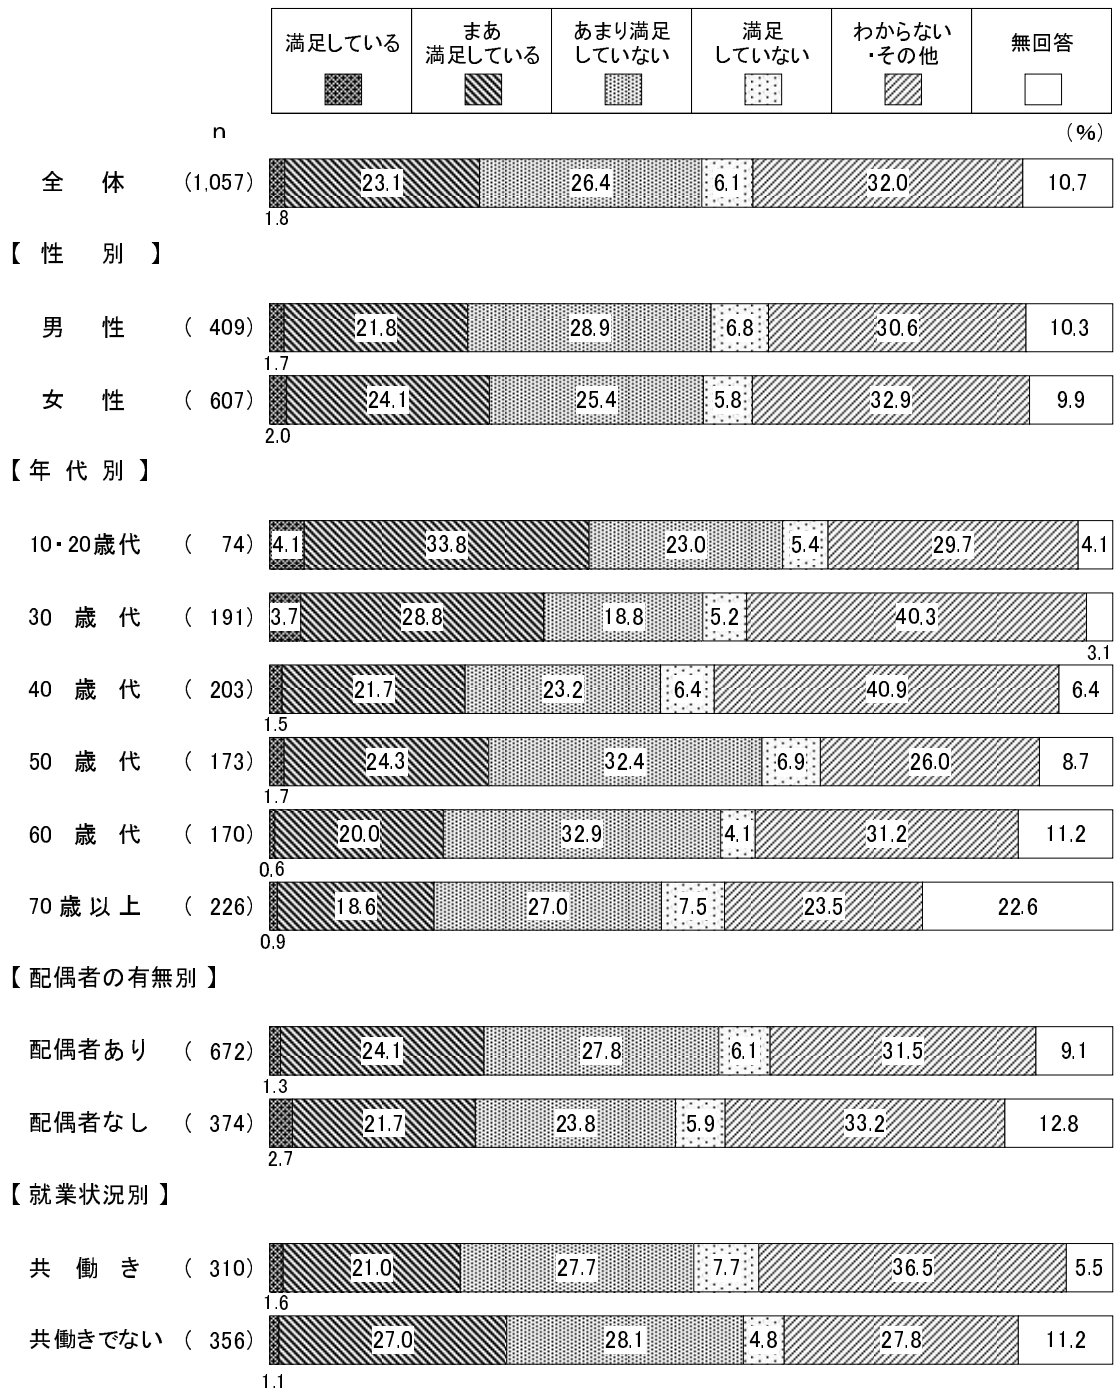 満足している
まあ
満足している
あまり満足
していない
満足
していない
わからない
・その他
無回答
n
(%)
全 体 (1,057) 23.1 26.4 6.1 32.0 10.7
1.8
【 性 別 】
男 性 ( 409) 21.8 28.9 6.8 30.6 10.3
1.7
女 性 ( 607) 24.1 25.4 5.8 32.9 9.9
2.0
【 年 代 別 】
10・20歳代 ( 74) 4.1 33.8 23.0 5.4 29.7 4.1
30 歳 代 ( 191) 3.7 28.8 18.8 5.2 40.3
3.1
40 歳 代 ( 203) 21.7 23.2 6.4 40.9 6.4
1.5
50 歳 代 ( 173) 24.3 32.4 6.9 26.0 8.7
1.7
60 歳 代 ( 170) 20.0 32.9 4.1 31.2 11.2
0.6
70 歳 以 上 ( 226) 18.6 27.0 7.5 23.5 22.6
0.9
【 配偶者の有無別 】
配偶者あり ( 672) 24.1 27.8 6.1 31.5 9.1
1.3
配偶者なし ( 374) 21.7 23.8 5.9 33.2 12.8
2.7
【 就業状況別 】
共 働 き ( 310) 21.0 27.7 7.7 36.5 5.5
1.6
共働きでない ( 356) 27.0 28.1 4.8 27.8 11.2
1.1